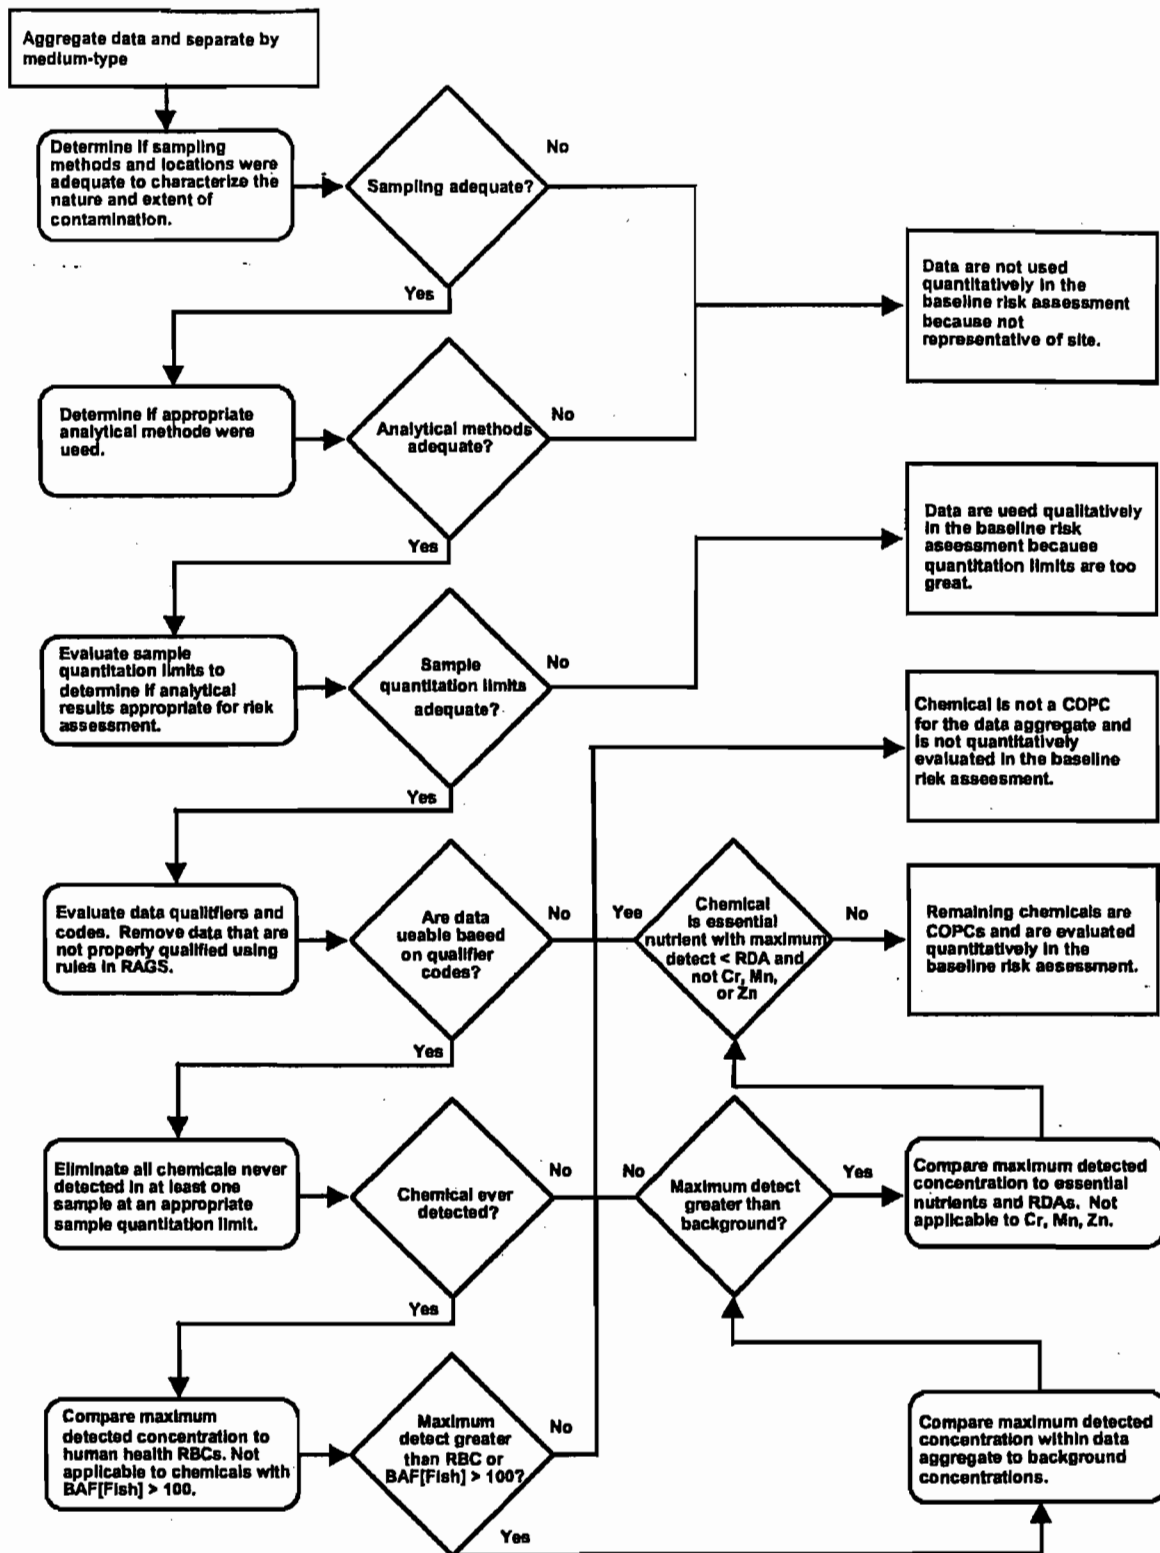 Aggregate data and separate by
medium-type
Determine if sampling
methods and locations were
adequate to characterize the
nature and extent of
contamination.
Sampling adequate?
No
Yes
Data are not used
quantitatively in the
baseline risk assessment
because not
representative of site.
Determine if appropriate
analytical methode were
ueed.
Analytical methods
adequate?
No
Yes
Data are ueed qualitatively
in the baseline risk
aseessment becauee
quantitation limits are too
great.
Evaluate sample
quantitation limits to
determine if analytical
results appropriate for risk
assessment.
Sample
quantitation limits
adequate?
No
Yes
Chemical is not a COPC
for the data aggregate and
is not quantitatively
evaluated in the baseline
riek asseesment.
Evaluate data qualifiers and
codes. Remove data that are
not properly qualified using
rules in RAGS.
Are data
ueable baeed
on qualifier
codes?
No
Yes
Yee
Chemical
is essential
nutrient with maximum
detect < RDA and
not Cr, Mn,
or Zn
No
Remaining chemicals are
COPCs and are evaluated
quantitatively in the
baseline risk aesessment.
Eliminate all chemicale never
detected in at least one
sample at an appropriate
sample quantitation limit.
Chemical ever
detected?
No
Yes
No
Maximum detect
greater than
background?
Yes
Compare maximum detected
concentration to essential
nutrients and RDAs. Not
applicable to Cr, Mn, Zn.
Compare maximum
detected concentration to
human health RBCs. Not
applicable to chemicals with
BAF[Fish] > 100.
Maximum
detect greater
than RBC or
BAF[Fish] > 100?
No
Yes
Compare maximum detected
concentration within data
aggregate to background
concentrations.